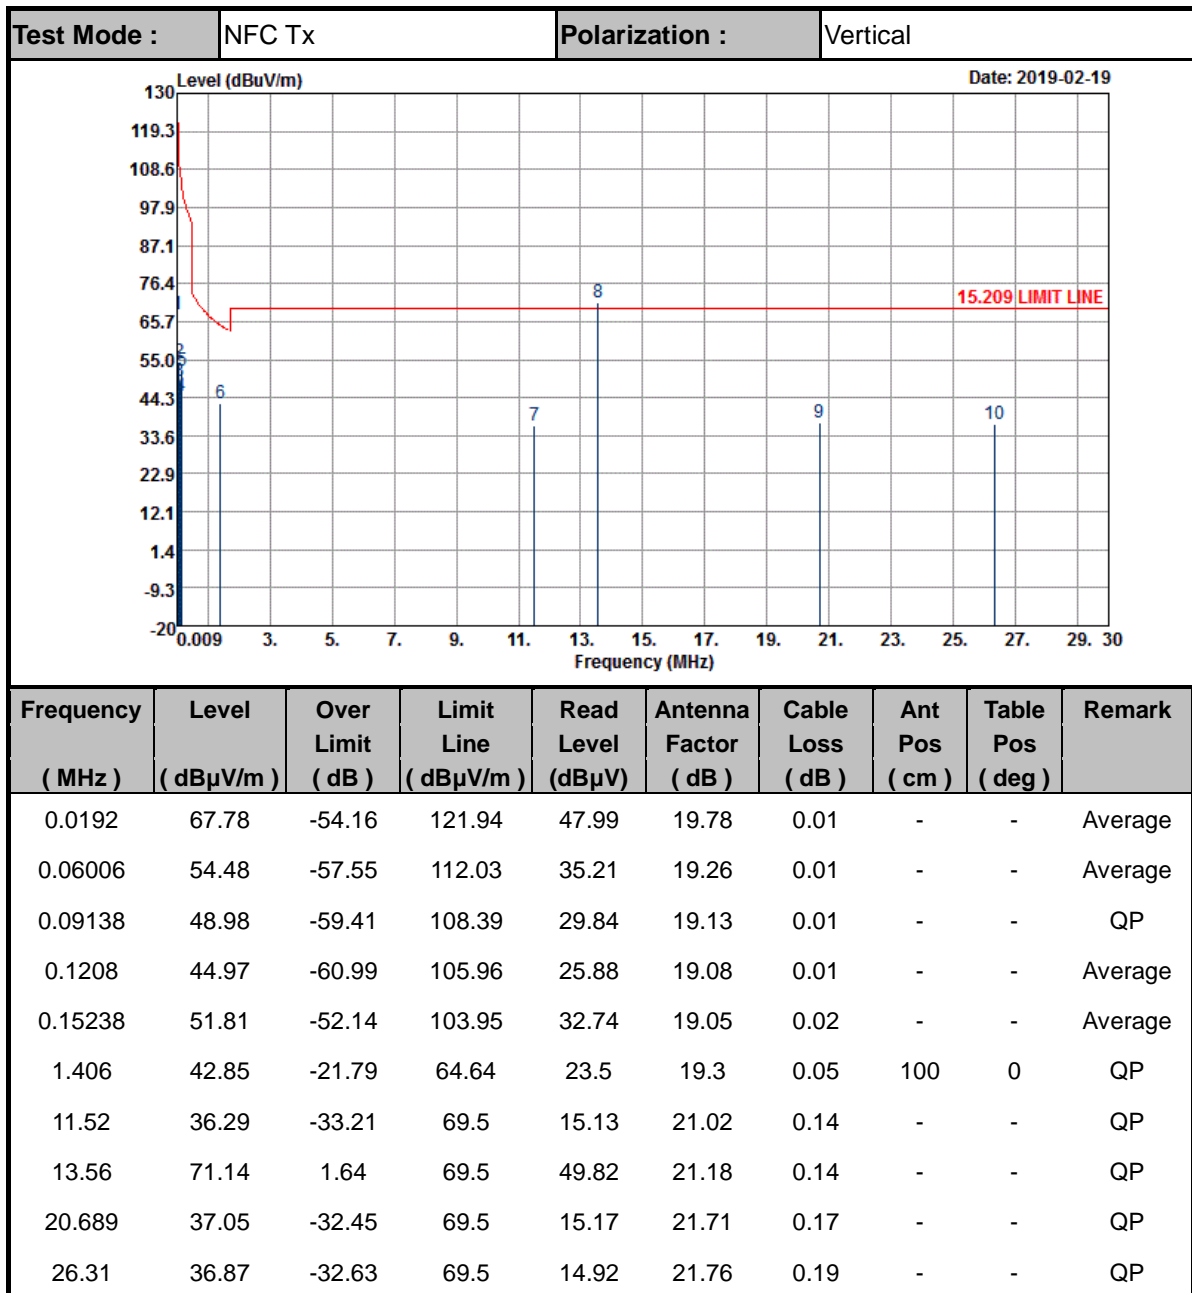 Test Mode : NFC Tx Polarization : Vertical
Level (dBuV/m) Date: 2019-02-19
130
119.3
108.6
97.9
87.1
76.4
65.7
55.0
44.3
33.6
22.9
12.1
1.4
-9.3
-20
8
15.209 LIMIT LINE
2
5
4
6
7
9
10
0.009 3. 5. 7. 9. 11. 13. 15. 17. 19. 21. 23. 25. 27. 29. 30
Frequency (MHz)
Frequency Level Over Limit Read Antenna Cable Ant Table Remark
Limit Line Level Factor Loss Pos Pos
( MHz ) ( dBµV/m ) ( dB ) ( dBµV/m ) (dBµV) ( dB ) ( dB ) ( cm ) ( deg )
0.0192 67.78 -54.16 121.94 47.99 19.78 0.01 - - Average
0.06006 54.48 -57.55 112.03 35.21 19.26 0.01 - - Average
0.09138 48.98 -59.41 108.39 29.84 19.13 0.01 - - QP
0.1208 44.97 -60.99 105.96 25.88 19.08 0.01 - - Average
0.15238 51.81 -52.14 103.95 32.74 19.05 0.02 - - Average
1.406 42.85 -21.79 64.64 23.5 19.3 0.05 100 0 QP
11.52 36.29 -33.21 69.5 15.13 21.02 0.14 - - QP
13.56 71.14 1.64 69.5 49.82 21.18 0.14 - - QP
20.689 37.05 -32.45 69.5 15.17 21.71 0.17 - - QP
26.31 36.87 -32.63 69.5 14.92 21.76 0.19 - - QP